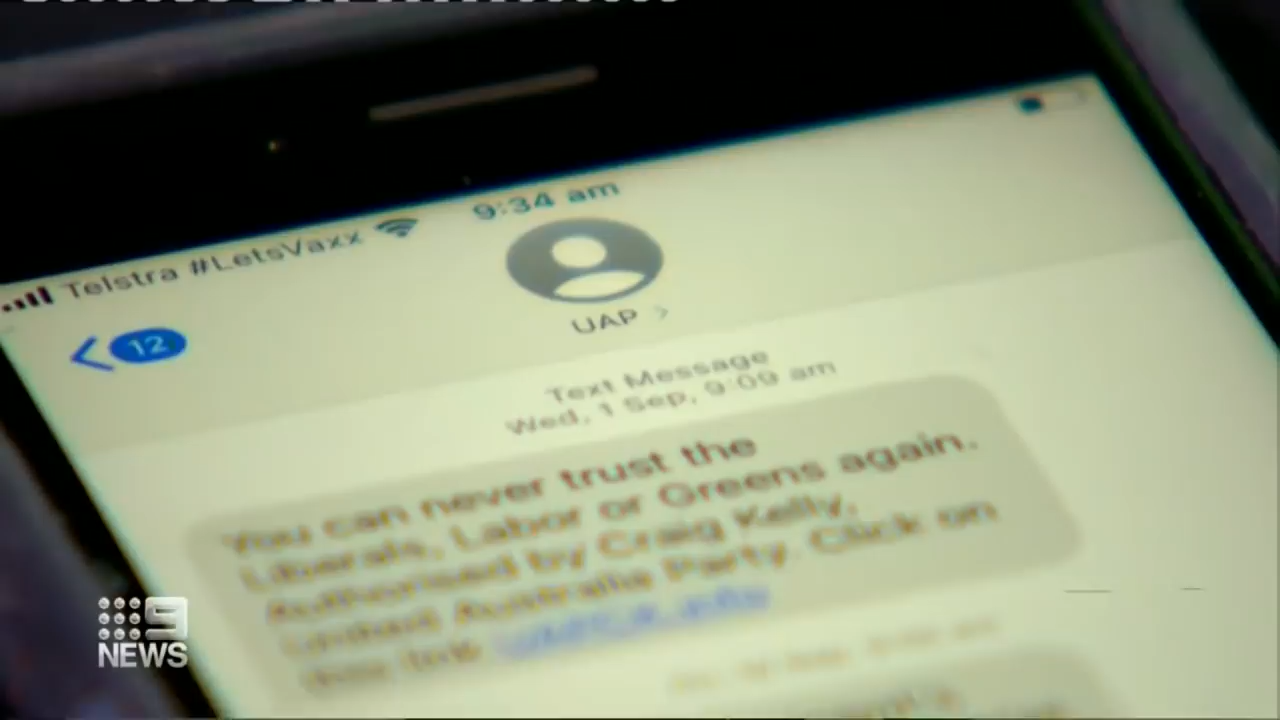 Telstra #LetsVaxx
9:34 am
12
UAP
Text Message
Wed, 1 Sep, 9:09 am
You can never trust the
Liberals, Labor or Greens again.
Authorised by Craig Kelly,
United Australia Party. Click on
link
9
NEWS